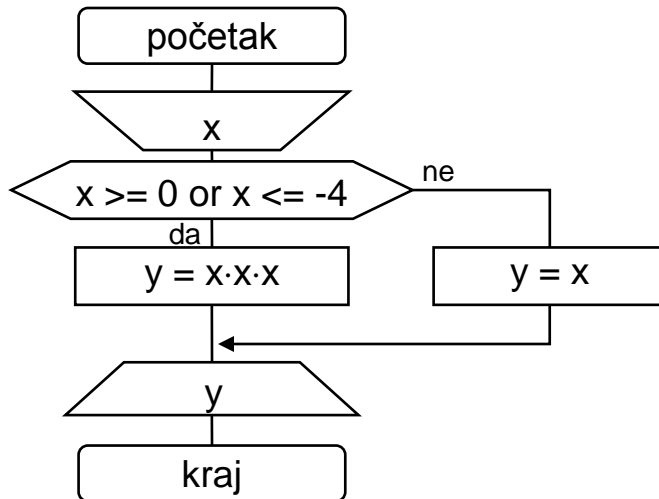 početak
x
x >= 0 or x <= -4
ne
da
y = x·x·x
y = x
y
kraj